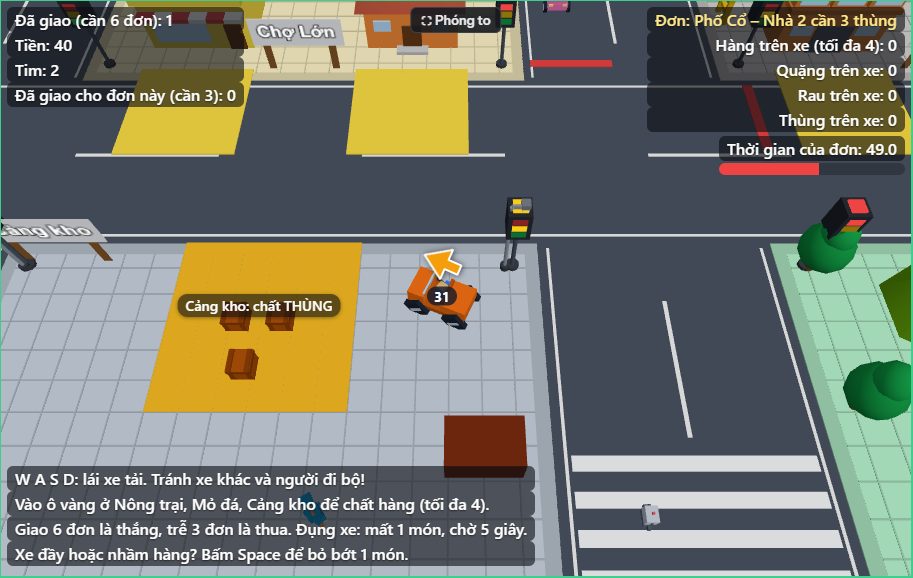 Đã giao (cần 6 đơn): 1
Tiền: 40
Tim: 2
Đã giao cho đơn này (cần 3): 0
Chợ Lớn
Phóng to
Đơn: Phố Cổ – Nhà 2 cần 3 thùng
Hàng trên xe (tối đa 4): 0
Quặng trên xe: 0
Rau trên xe: 0
Thùng trên xe: 0
Thời gian của đơn: 49.0
Cảng kho
Cảng kho: chất THÙNG
31
W A S D: lái xe tải. Tránh xe khác và người đi bộ!
Vào ô vàng ở Nông trại, Mỏ đá, Cảng kho để chất hàng (tối đa 4).
Giao 6 đơn là thắng, trễ 3 đơn là thua. Đụng xe: mất 1 món, chờ 5 giây.
Xe đầy hoặc nhầm hàng? Bấm Space để bỏ bớt 1 món.